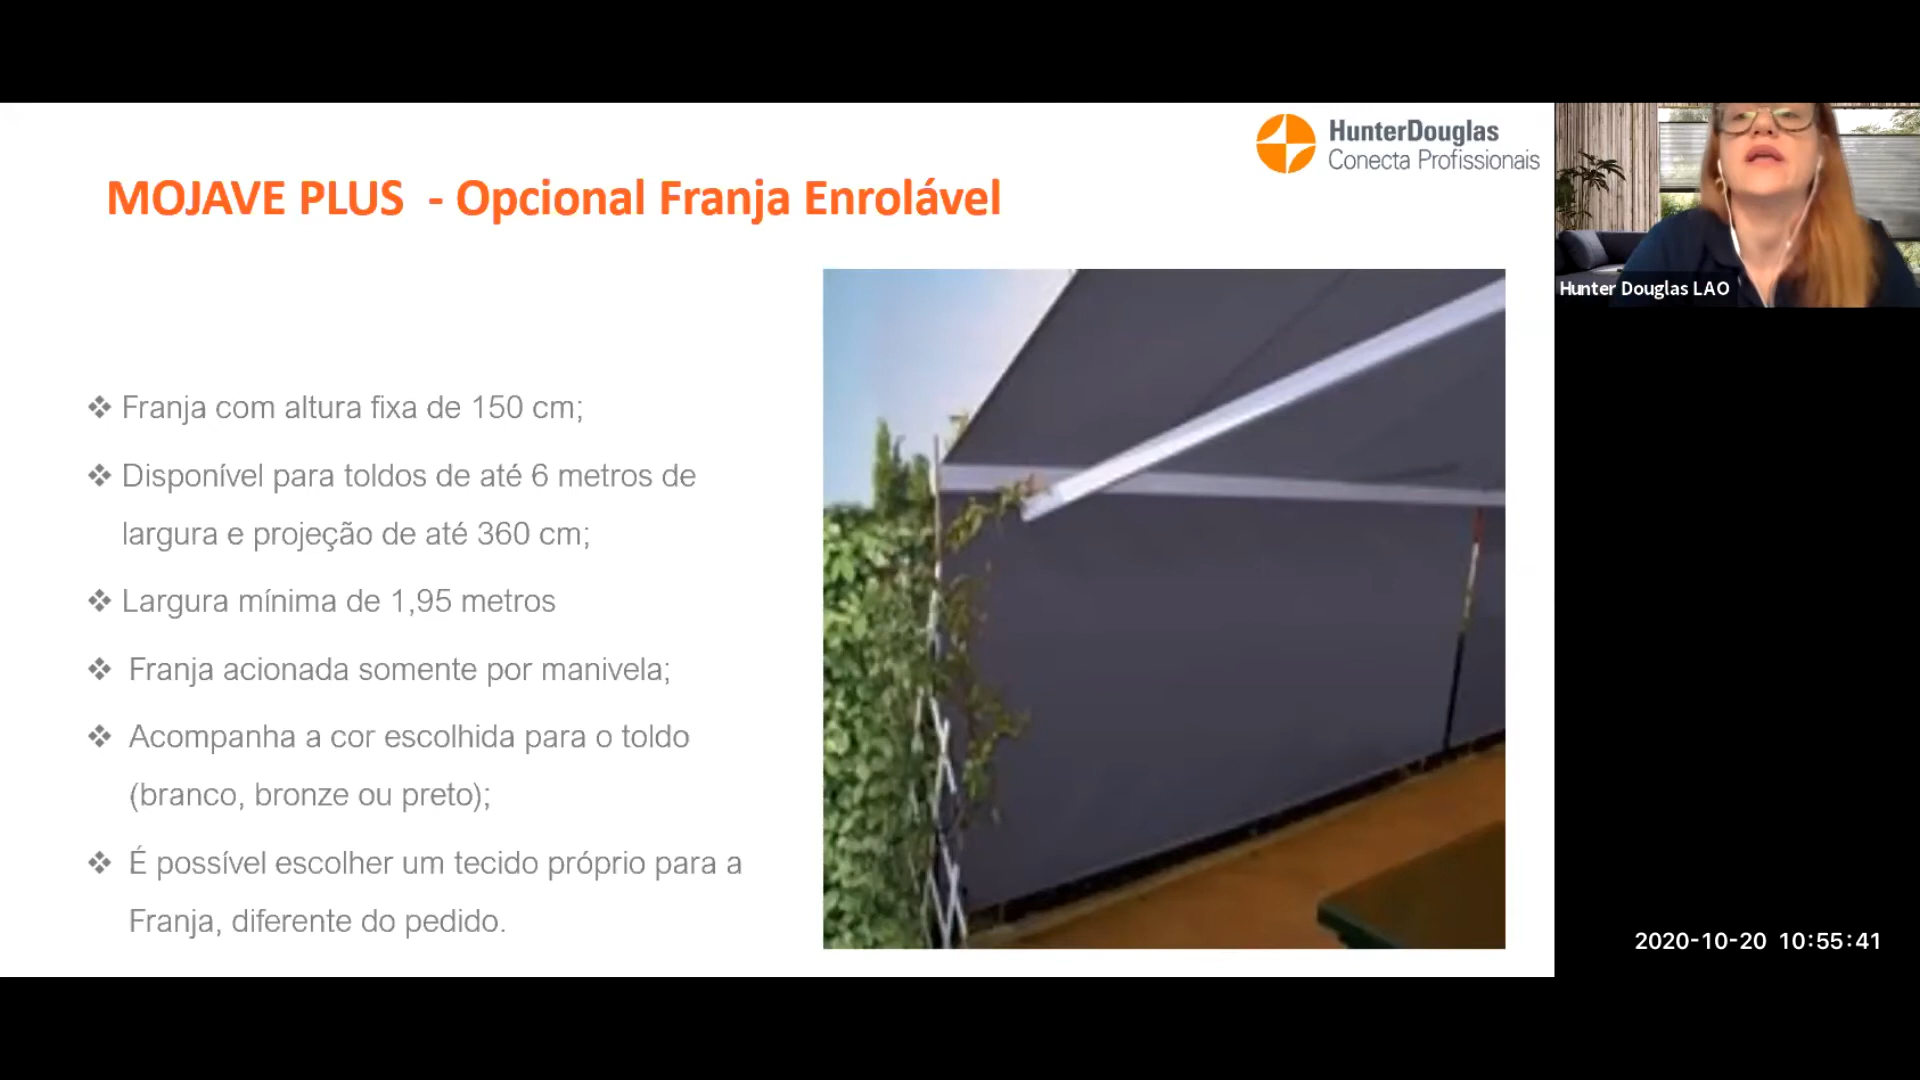 HunterDouglas
Conecta Profissionais
MOJAVE PLUS - Opcional Franja Enrolável
❖ Franja com altura fixa de 150 cm;
❖ Disponível para toldos de até 6 metros de
largura e projeção de até 360 cm;
❖ Largura mínima de 1,95 metros
❖ Franja acionada somente por manivela;
❖ Acompanha a cor escolhida para o toldo
(branco, bronze ou preto);
❖ É possível escolher um tecido próprio para a
Franja, diferente do pedido.
Hunter Douglas LAO
2020-10-20 10:55:41